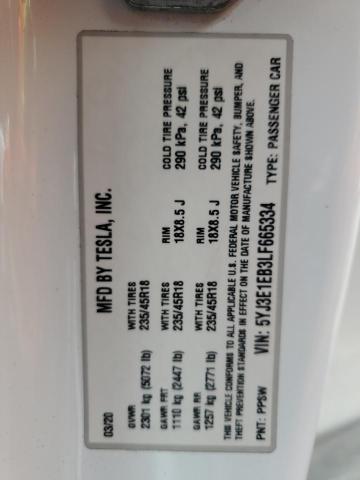 MFD BY TESLA, INC.
03/20
GVWR WITH TIRES RIM COLD TIRE PRESSURE
2301 kg (5072 lb) 235/45R18 18X8.5 J 290 kPa, 42 psi
GAWR FRT WITH TIRES RIM COLD TIRE PRESSURE
1110 kg (2447 lb) 235/45R18 18X8.5 J 290 kPa, 42 psi
GAWR RR WITH TIRES
1257 kg (2771 lb) 235/45R18
THIS VEHICLE CONFORMS TO ALL APPLICABLE U.S. FEDERAL MOTOR VEHICLE SAFETY, BUMPER, AND
THEFT PREVENTION STANDARDS IN EFFECT ON THE DATE OF MANUFACTURE SHOWN ABOVE.
PNT: PPSW VIN: 5YJ3E1EB3LF665334 TYPE: PASSENGER CAR